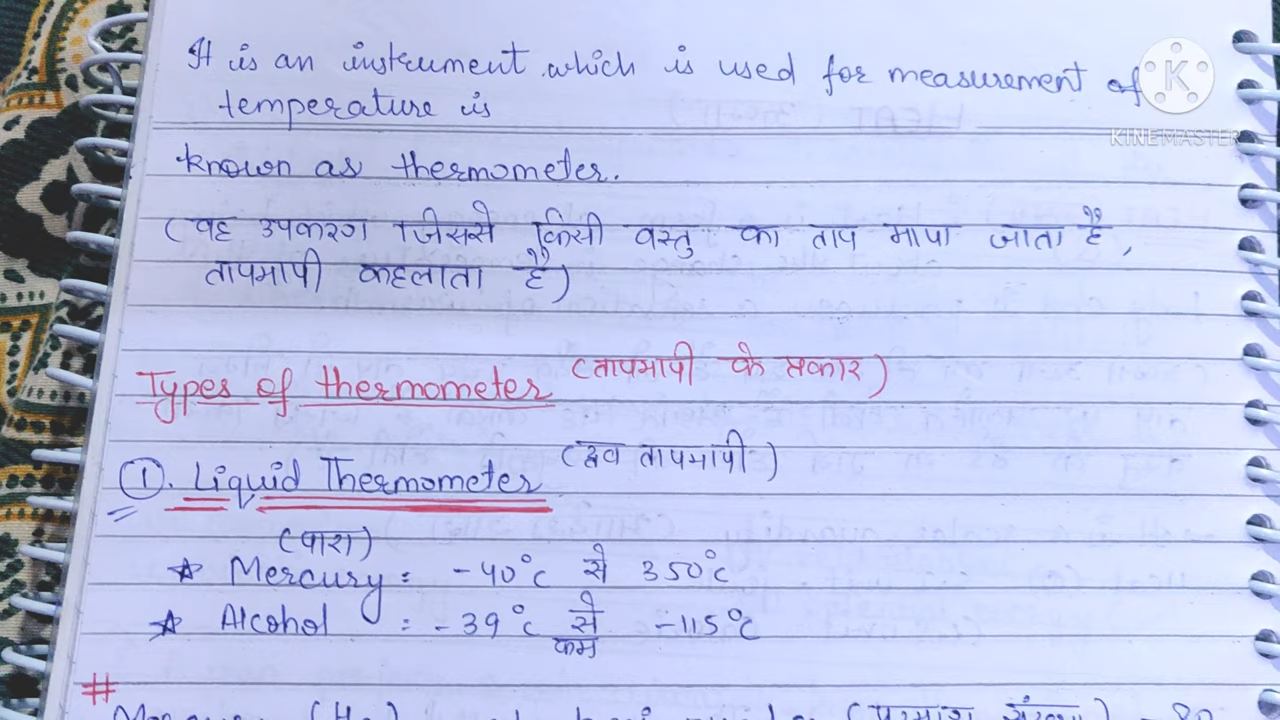 It is an instrument which is used for measurement of
temperature is
known as thermometer.
(वह उपकरण जिससे किसी वस्तु का ताप मापा जाता है,
तापमापी कहलाता है)
Types of thermometer (तापमापी के प्रकार)
①. Liquid Thermometer (द्रव तापमापी)
(पारा)
☆ Mercury = -40°C से 350°C
☆ Alcohol = -39°C से -115°C
कम
#
K
KINEMASTER